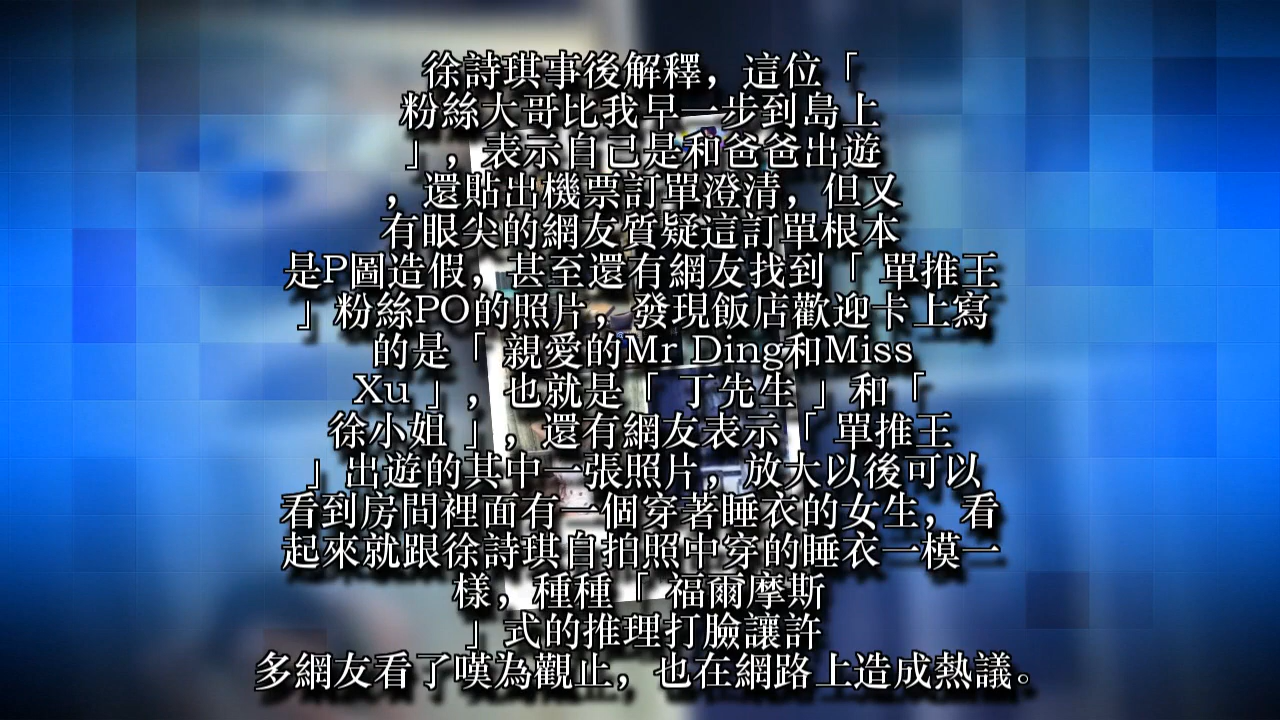 徐詩琪事後解釋，這位「
粉絲大哥比我早一步到島上
」，表示自己是和爸爸出遊
，還貼出機票訂單澄清，但又
有眼尖的網友質疑這訂單根本
是P圖造假，甚至還有網友找到「 單推王
」粉絲PO的照片，發現飯店歡迎卡上寫
的是「 親愛的Mr Ding和Miss
Xu 」，也就是「 丁先生 」和「
徐小姐 」，還有網友表示「 單推王
」出遊的其中一張照片，放大以後可以
看到房間裡面有一個穿著睡衣的女生，看
起來就跟徐詩琪自拍照中穿的睡衣一模一
樣，種種「 福爾摩斯
」式的推理打臉讓許
多網友看了嘆為觀止，也在網路上造成熱議。